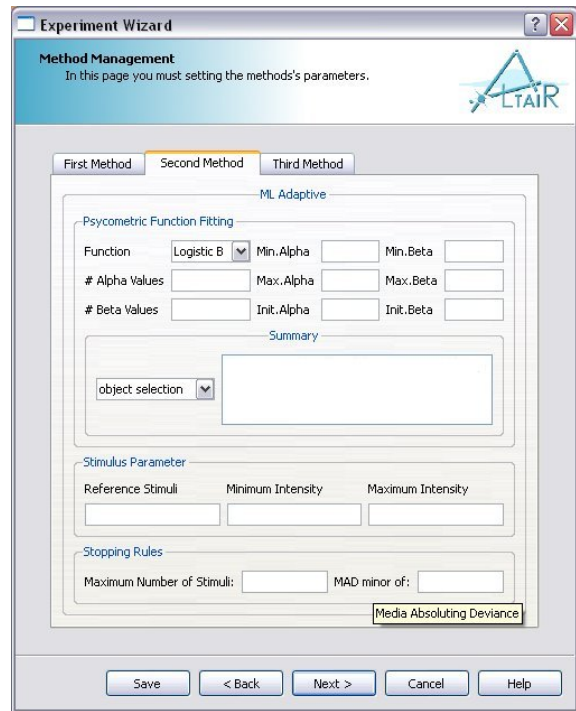 Experiment Wizard
Method Management
In this page you must setting the methods's parameters.
ALTAIR
First Method Second Method Third Method
ML Adaptive
Psycometric Function Fitting
Function Logistic B Min.Alpha Min.Beta
# Alpha Values Max.Alpha Max.Beta
# Beta Values Init.Alpha Init.Beta
Summary
object selection
Stimulus Parameter
Reference Stimuli Minimum Intensity Maximum Intensity
Stopping Rules
Maximum Number of Stimuli: MAD minor of:
Media Absoluting Deviance
Save < Back Next > Cancel Help